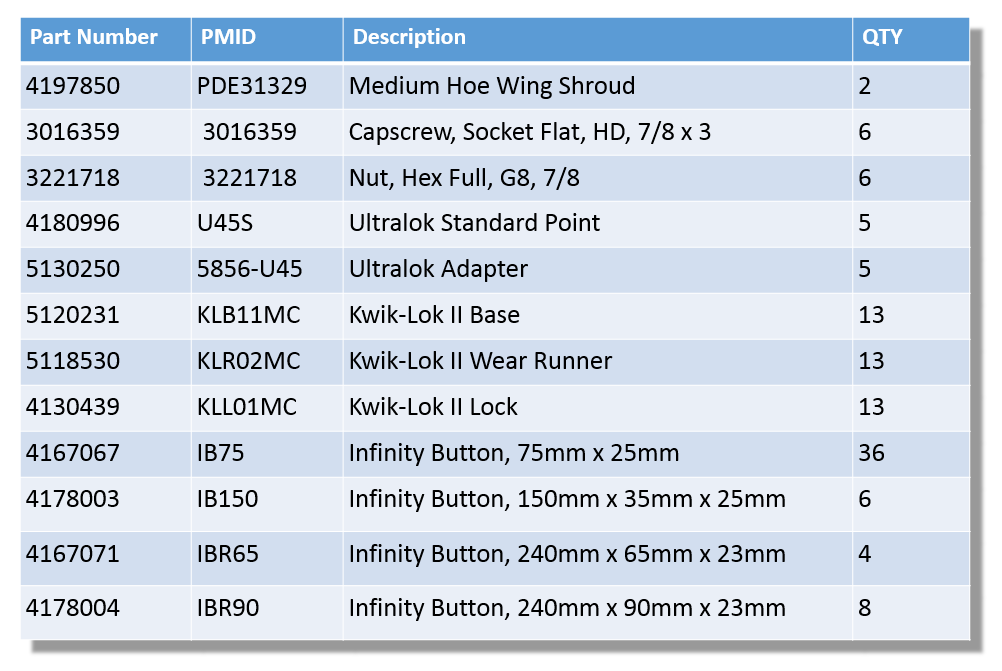 Part Number PMID Description QTY
4197850 PDE31329 Medium Hoe Wing Shroud 2
3016359 3016359 Capscrew, Socket Flat, HD, 7/8 x 3 6
3221718 3221718 Nut, Hex Full, G8, 7/8 6
4180996 U45S Ultralok Standard Point 5
5130250 5856-U45 Ultralok Adapter 5
5120231 KLB11MC Kwik-Lok II Base 13
5118530 KLR02MC Kwik-Lok II Wear Runner 13
4130439 KLL01MC Kwik-Lok II Lock 13
4167067 IB75 Infinity Button, 75mm x 25mm 36
4178003 IB150 Infinity Button, 150mm x 35mm x 25mm 6
4167071 IBR65 Infinity Button, 240mm x 65mm x 23mm 4
4178004 IBR90 Infinity Button, 240mm x 90mm x 23mm 8